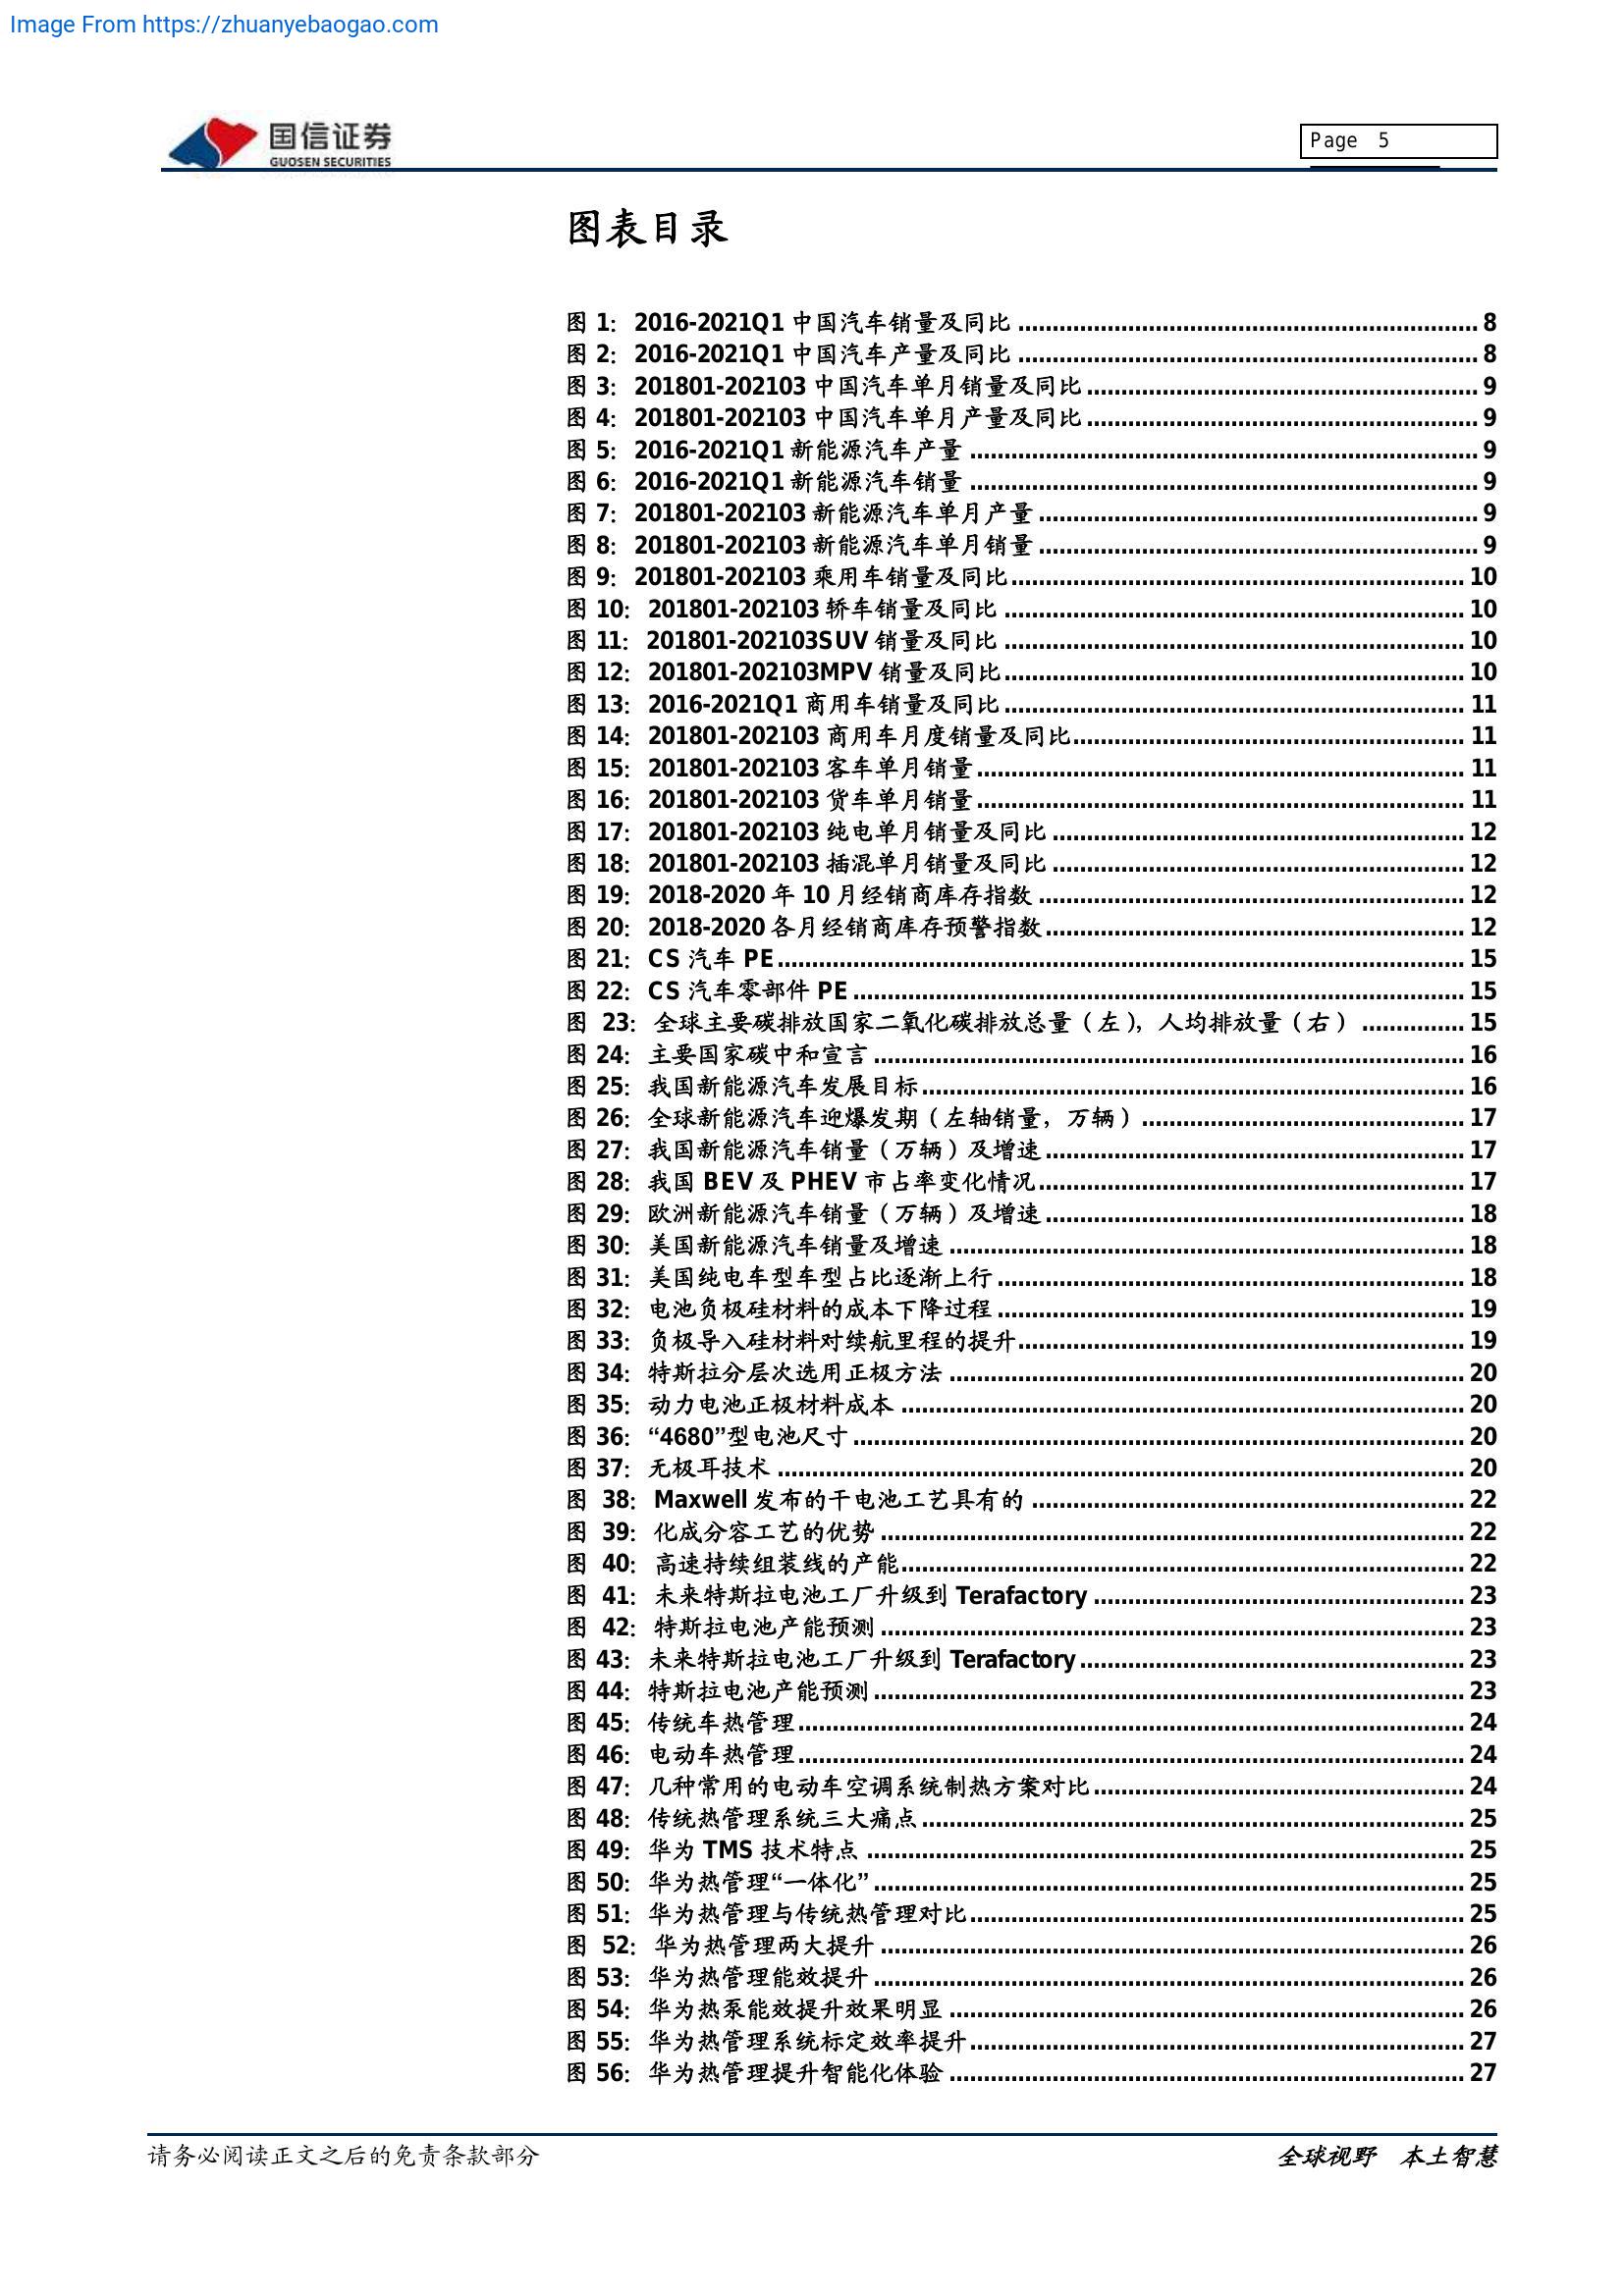 Image From https://zhuanyebaogao.com
国信证券
GUOSEN SECURITIES
Page 5
图表目录
图 1: 2016-2021Q1 中国汽车销量及同比 ........ 8
图 2: 2016-2021Q1 中国汽车产量及同比 ........ 8
图 3: 201801-202103 中国汽车单月销量及同比 ........ 9
图 4: 201801-202103 中国汽车单月产量及同比 ........ 9
图 5: 2016-2021Q1 新能源汽车产量 ........ 9
图 6: 2016-2021Q1 新能源汽车销量 ........ 9
图 7: 201801-202103 新能源汽车单月产量 ........ 9
图 8: 201801-202103 新能源汽车单月销量 ........ 9
图 9: 201801-202103 乘用车销量及同比 ........ 10
图 10: 201801-202103 轿车销量及同比 ........ 10
图 11: 201801-202103SUV 销量及同比 ........ 10
图 12: 201801-202103MPV 销量及同比 ........ 10
图 13: 2016-2021Q1 商用车销量及同比 ........ 11
图 14: 201801-202103 商用车月度销量及同比 ........ 11
图 15: 201801-202103 客车单月销量 ........ 11
图 16: 201801-202103 货车单月销量 ........ 11
图 17: 201801-202103 纯电单月销量及同比 ........ 12
图 18: 201801-202103 插混单月销量及同比 ........ 12
图 19: 2018-2020 年 10 月经销商库存指数 ........ 12
图 20: 2018-2020 各月经销商库存预警指数 ........ 12
图 21: CS 汽车 PE ........ 15
图 22: CS 汽车零部件 PE ........ 15
图 23: 全球主要碳排放国家二氧化碳排放总量（左），人均排放量（右） ........ 15
图 24: 主要国家碳中和宣言 ........ 16
图 25: 我国新能源汽车发展目标 ........ 16
图 26: 全球新能源汽车迎爆发期（左轴销量，万辆） ........ 17
图 27: 我国新能源汽车销量（万辆）及增速 ........ 17
图 28: 我国 BEV 及 PHEV 市占率变化情况 ........ 17
图 29: 欧洲新能源汽车销量（万辆）及增速 ........ 18
图 30: 美国新能源汽车销量及增速 ........ 18
图 31: 美国纯电车型车型占比逐渐上行 ........ 18
图 32: 电池负极硅材料的成本下降过程 ........ 19
图 33: 负极导入硅材料对续航里程的提升 ........ 19
图 34: 特斯拉分层次选用正极方法 ........ 20
图 35: 动力电池正极材料成本 ........ 20
图 36: “4680”型电池尺寸 ........ 20
图 37: 无极耳技术 ........ 20
图 38: Maxwell 发布的干电池工艺具有的 ........ 22
图 39: 化成分容工艺的优势 ........ 22
图 40: 高速持续组装线的产能 ........ 22
图 41: 未来特斯拉电池工厂升级到 Terafactory ........ 23
图 42: 特斯拉电池产能预测 ........ 23
图 43: 未来特斯拉电池工厂升级到 Terafactory ........ 23
图 44: 特斯拉电池产能预测 ........ 23
图 45: 传统车热管理 ........ 24
图 46: 电动车热管理 ........ 24
图 47: 几种常用的电动车空调系统制热方案对比 ........ 24
图 48: 传统热管理系统三大痛点 ........ 25
图 49: 华为 TMS 技术特点 ........ 25
图 50: 华为热管理“一体化” ........ 25
图 51: 华为热管理与传统热管理对比 ........ 25
图 52: 华为热管理两大提升 ........ 26
图 53: 华为热管理能效提升 ........ 26
图 54: 华为热泵能效提升效果明显 ........ 26
图 55: 华为热管理系统标定效率提升 ........ 27
图 56: 华为热管理提升智能化体验 ........ 27
请务必阅读正文之后的免责条款部分
全球视野 本土智慧